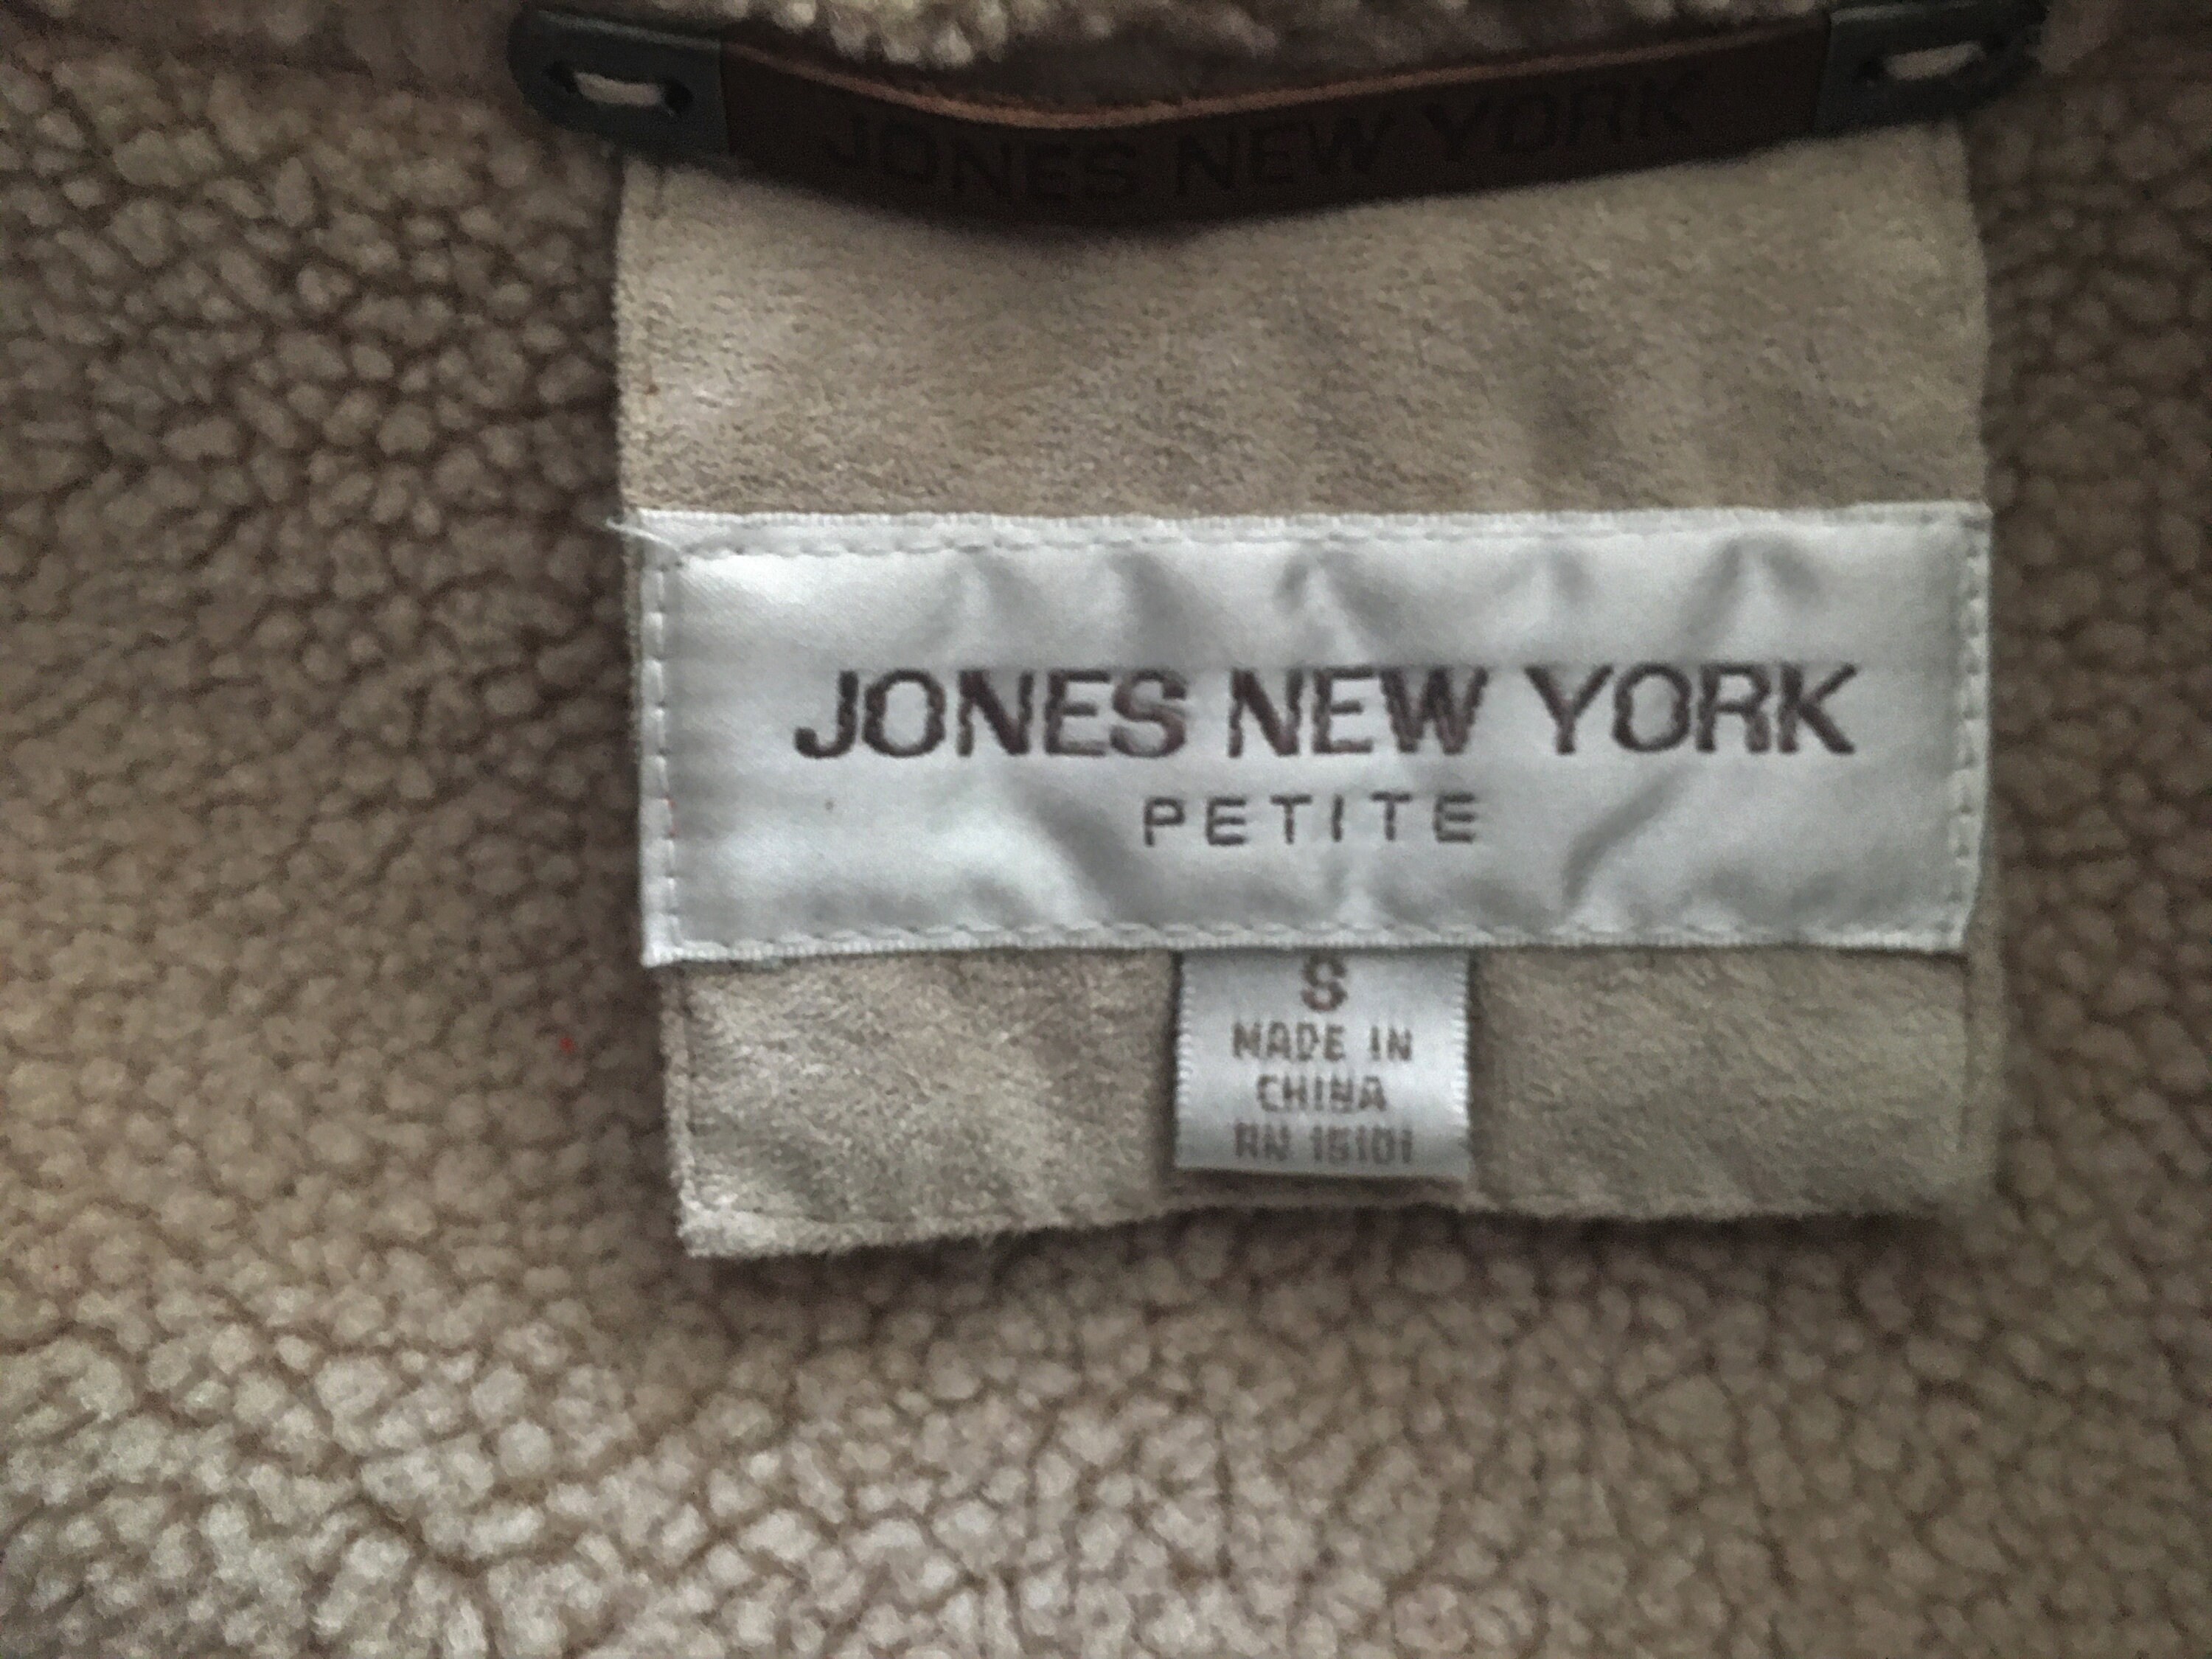 JONES NEW YORK
JONES NEW YORK
PETITE
S
MADE IN
CHINA
RN 15101